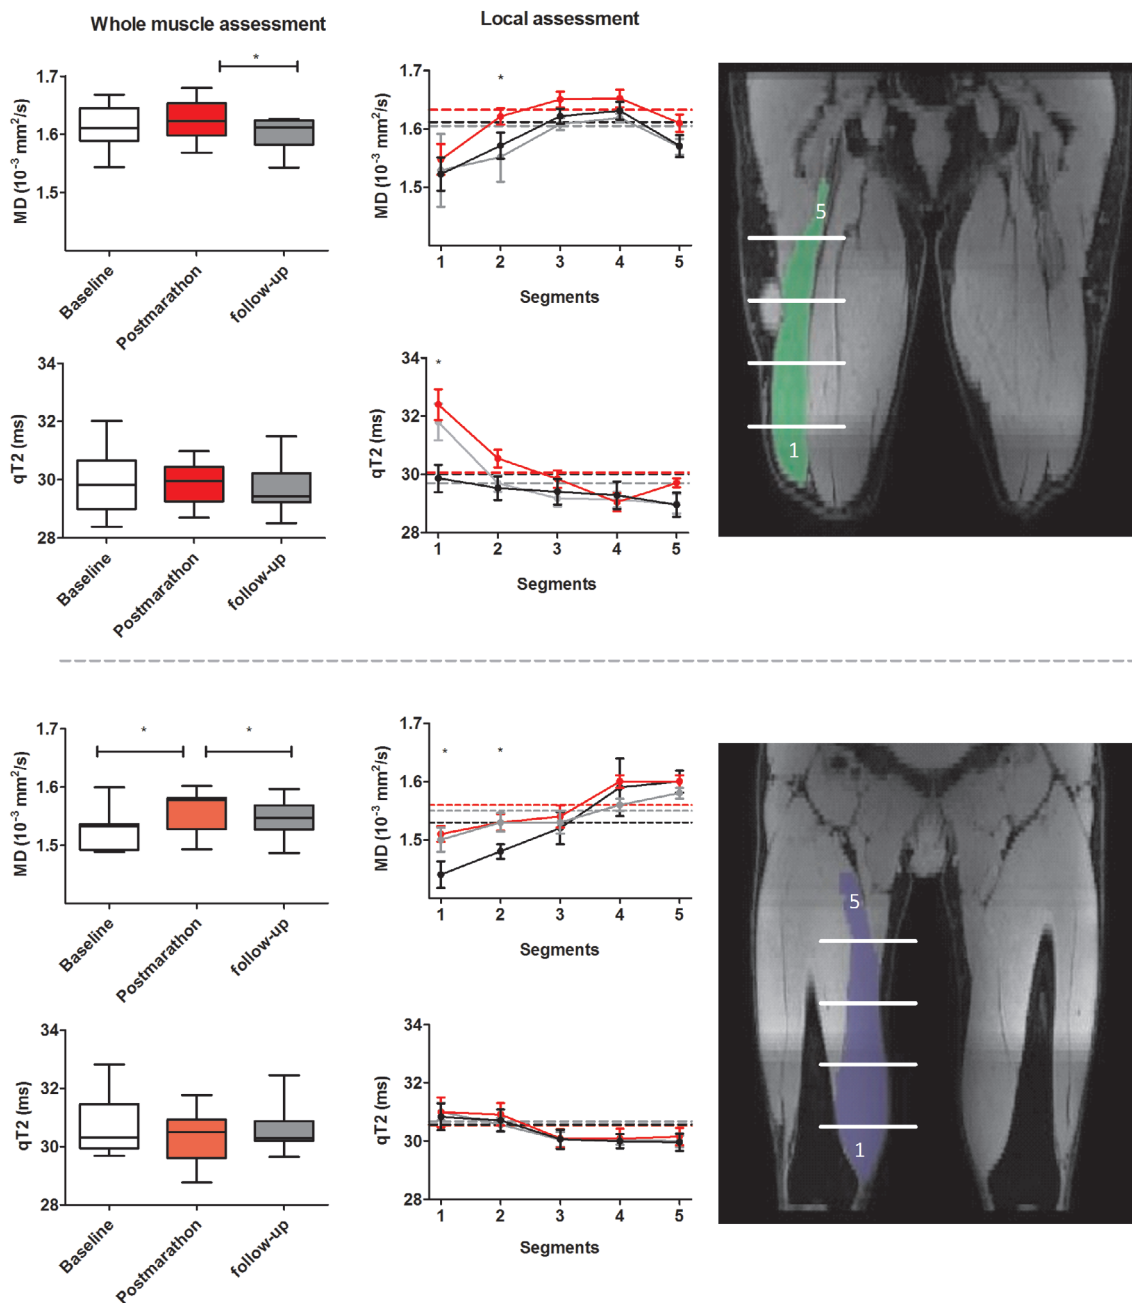 Whole muscle assessment
Local assessment
*
1.7
1.6
1.5
MD (10⁻³ mm²/s)
Baseline
Postmarathon
follow-up
*
1.7
1.6
1.5
MD (10⁻³ mm²/s)
1 2 3 4 5
Segments
5
1
34
32
30
28
qT2 (ms)
Baseline
Postmarathon
follow-up
*
34
32
30
28
qT2 (ms)
1 2 3 4 5
Segments
* *
1.7
1.6
1.5
MD (10⁻³ mm²/s)
Baseline
Postmarathon
follow-up
* *
1.7
1.6
1.5
MD (10⁻³ mm²/s)
1 2 3 4 5
Segments
5
1
34
32
30
28
qT2 (ms)
Baseline
Postmarathon
follow-up
34
32
30
28
qT2 (ms)
1 2 3 4 5
Segments